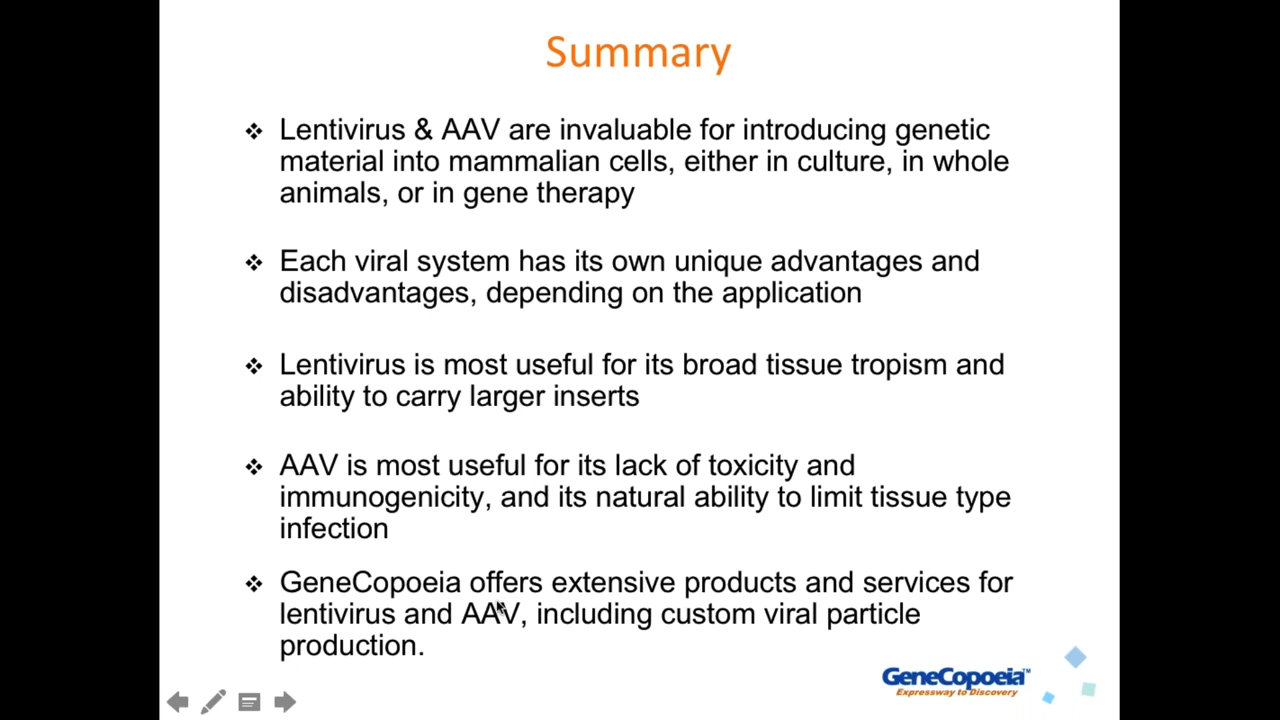 Summary
❖ Lentivirus & AAV are invaluable for introducing genetic
material into mammalian cells, either in culture, in whole
animals, or in gene therapy
❖ Each viral system has its own unique advantages and
disadvantages, depending on the application
❖ Lentivirus is most useful for its broad tissue tropism and
ability to carry larger inserts
❖ AAV is most useful for its lack of toxicity and
immunogenicity, and its natural ability to limit tissue type
infection
❖ GeneCopoeia offers extensive products and services for
lentivirus and AAV, including custom viral particle
production.
GeneCopoeia™
Expressway to Discovery